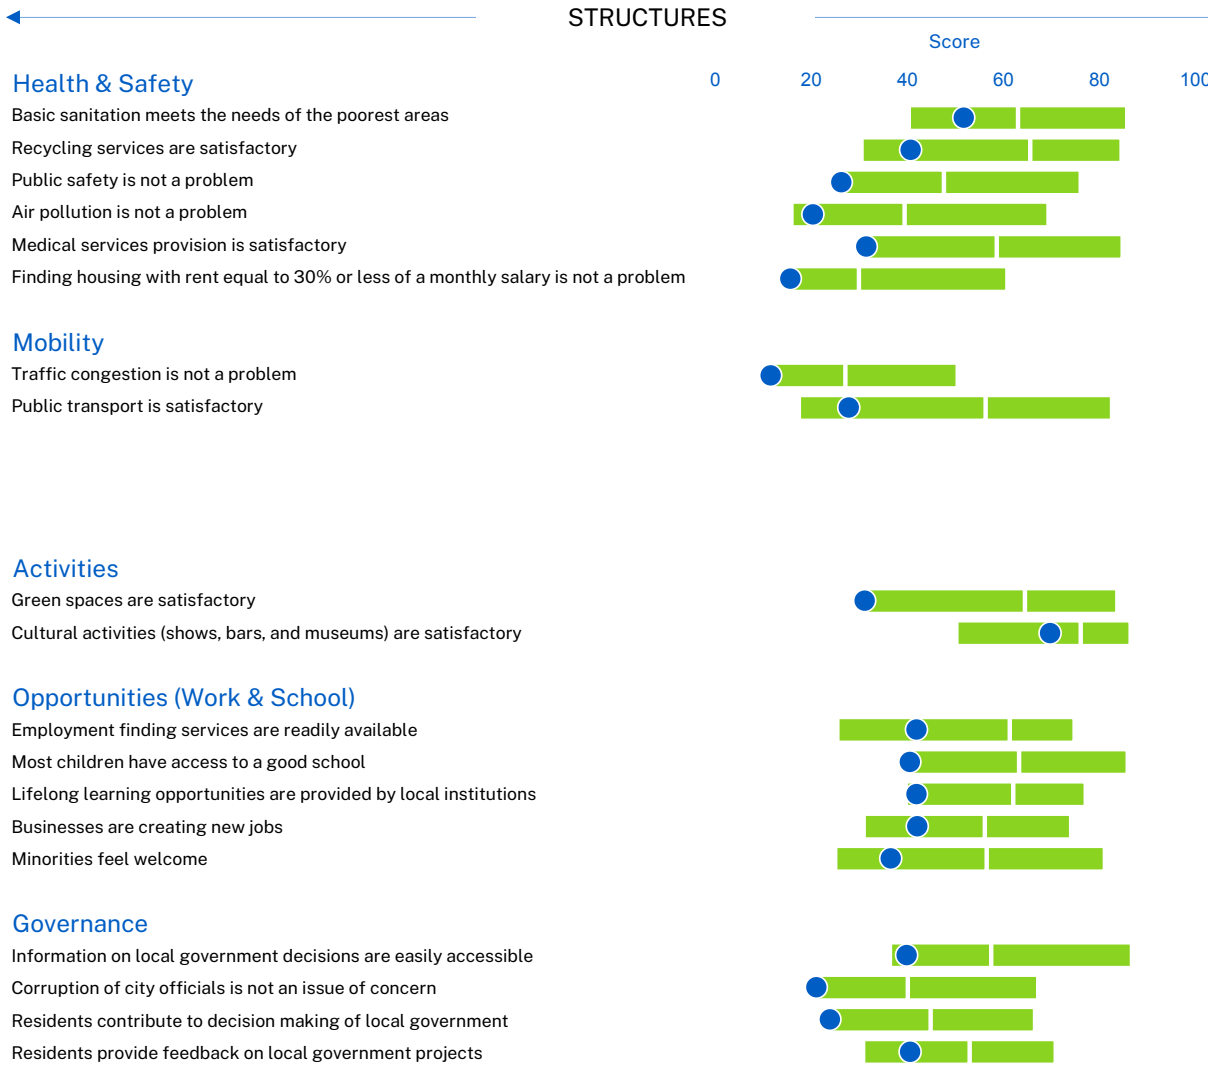 STRUCTURES
Score
0 20 40 60 80 100
Health & Safety
Basic sanitation meets the needs of the poorest areas
Recycling services are satisfactory
Public safety is not a problem
Air pollution is not a problem
Medical services provision is satisfactory
Finding housing with rent equal to 30% or less of a monthly salary is not a problem
Mobility
Traffic congestion is not a problem
Public transport is satisfactory
Activities
Green spaces are satisfactory
Cultural activities (shows, bars, and museums) are satisfactory
Opportunities (Work & School)
Employment finding services are readily available
Most children have access to a good school
Lifelong learning opportunities are provided by local institutions
Businesses are creating new jobs
Minorities feel welcome
Governance
Information on local government decisions are easily accessible
Corruption of city officials is not an issue of concern
Residents contribute to decision making of local government
Residents provide feedback on local government projects